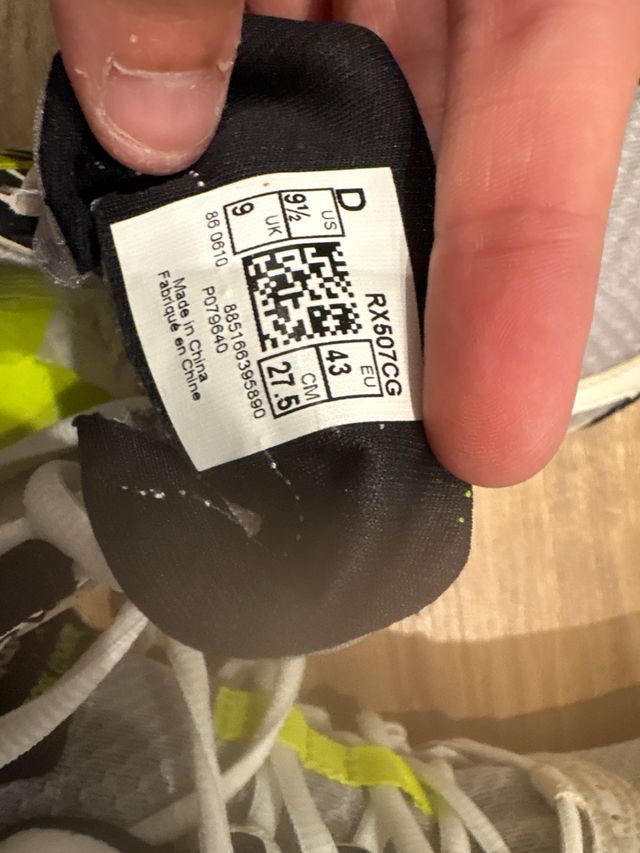 D
RX507CG
US
9½
UK
9
EU
43
CM
27.5
885166395890
86 0610
P079640
Made in China
Fabriqué en Chine